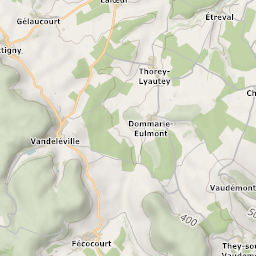 Étreval
Gélaucourt
Thorey-
Lyautey
Dommarie-
Eulmont
Vandeléville
Vaudémont
400
Fécocourt